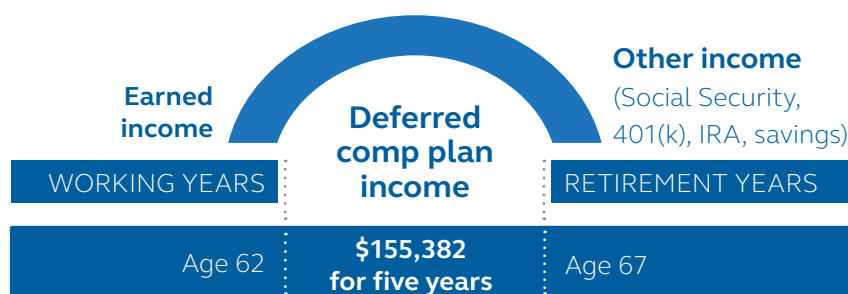 Earned
income
Deferred
comp plan
income
Other income
(Social Security,
401(k), IRA, savings)
WORKING YEARS
RETIREMENT YEARS
Age 62
$155,382
for five years
Age 67